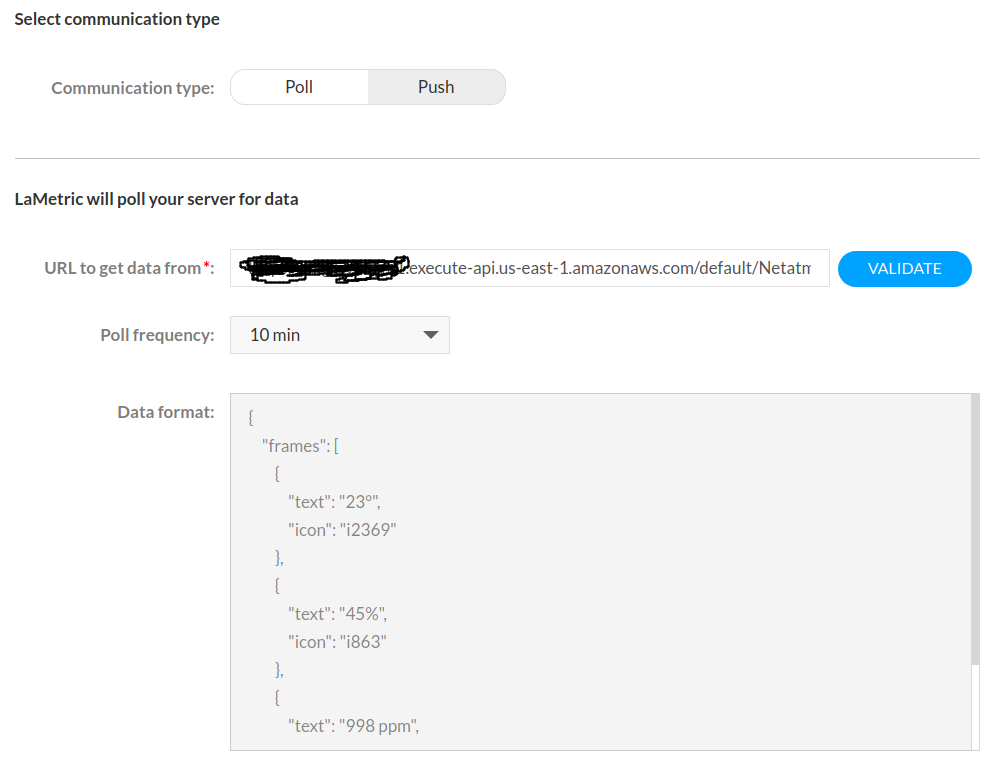 Select communication type
Communication type: Poll Push
LaMetric will poll your server for data
URL to get data from*: .execute-api.us-east-1.amazonaws.com/default/Netatm VALIDATE
Poll frequency: 10 min
Data format:
{
"frames": [
{
"text": "23°",
"icon": "i2369"
},
{
"text": "45%",
"icon": "i863"
},
{
"text": "998 ppm",